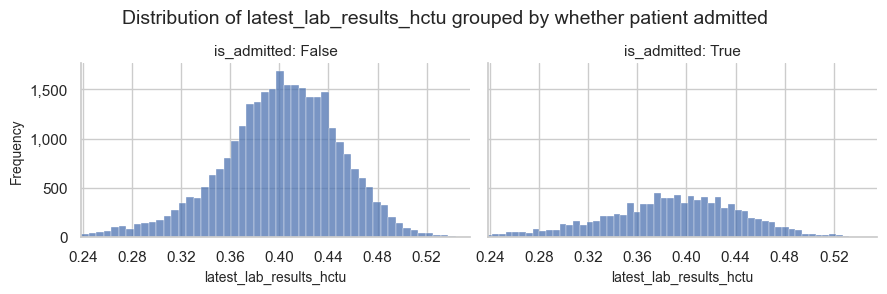 Distribution of latest_lab_results_hctu grouped by whether patient admitted
is_admitted: False
is_admitted: True
Frequency
1,500
1,000
500
0
0.24 0.28 0.32 0.36 0.40 0.44 0.48 0.52
0.24 0.28 0.32 0.36 0.40 0.44 0.48 0.52
latest_lab_results_hctu
latest_lab_results_hctu